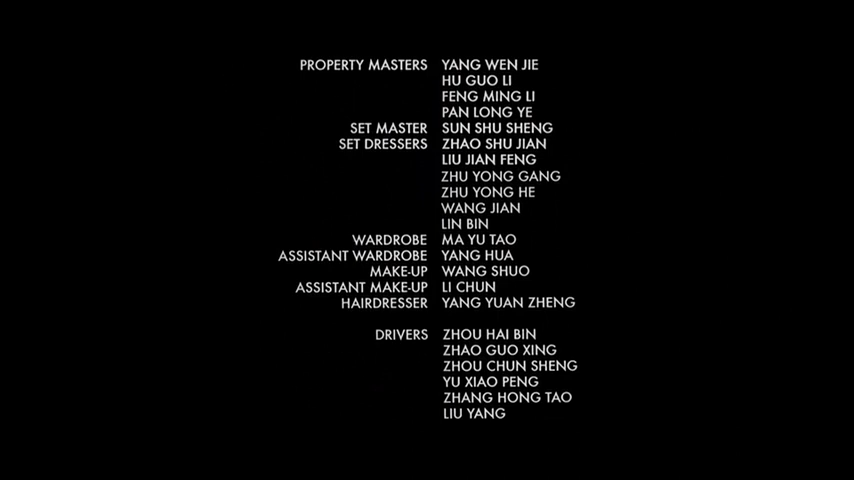 PROPERTY MASTERS YANG WEN JIE
HU GUO LI
FENG MING LI
PAN LONG YE
SET MASTER SUN SHU SHENG
SET DRESSERS ZHAO SHU JIAN
LIU JIAN FENG
ZHU YONG GANG
ZHU YONG HE
WANG JIAN
LIN BIN
WARDROBE MA YU TAO
ASSISTANT WARDROBE YANG HUA
MAKE-UP WANG SHUO
ASSISTANT MAKE-UP LI CHUN
HAIRDRESSER YANG YUAN ZHENG
DRIVERS ZHOU HAI BIN
ZHAO GUO XING
ZHOU CHUN SHENG
YU XIAO PENG
ZHANG HONG TAO
LIU YANG